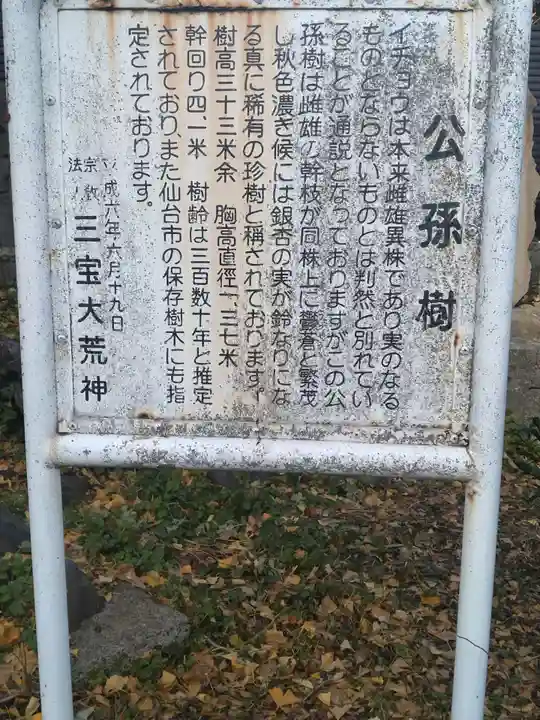 公孫樹
イチョウは本来雌雄異株であり実のなる
ものとならないものとは判然と別れてい
ることが通説となっておりますがこの公
孫樹は雌雄の幹枝が同株上に鬱蒼と繁茂
し秋色濃き候には銀杏の実が鈴なりにな
る真に稀有の珍樹と称されております。
樹高三十三米余 胸高直径一、三七米
幹回り四、一米 樹齢は三百数十年と推定
されており、また仙台市の保存樹木にも指
定されております。
成六年六月十九日
宗教
法
三宝大荒神